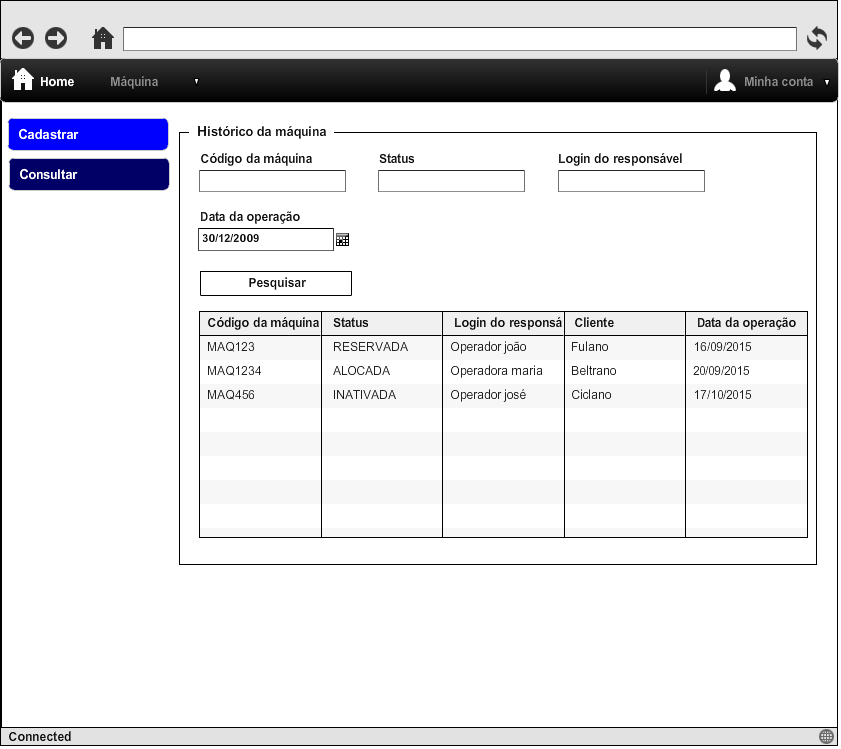 Home Máquina Minha conta
Cadastrar
Consultar
Histórico da máquina
Código da máquina Status Login do responsável
Data da operação
30/12/2009
Pesquisar
Código da máquina Status Login do responsá Cliente Data da operação
MAQ123 RESERVADA Operador joão Fulano 16/09/2015
MAQ1234 ALOCADA Operadora maria Beltrano 20/09/2015
MAQ456 INATIVADA Operador josé Ciclano 17/10/2015
Connected